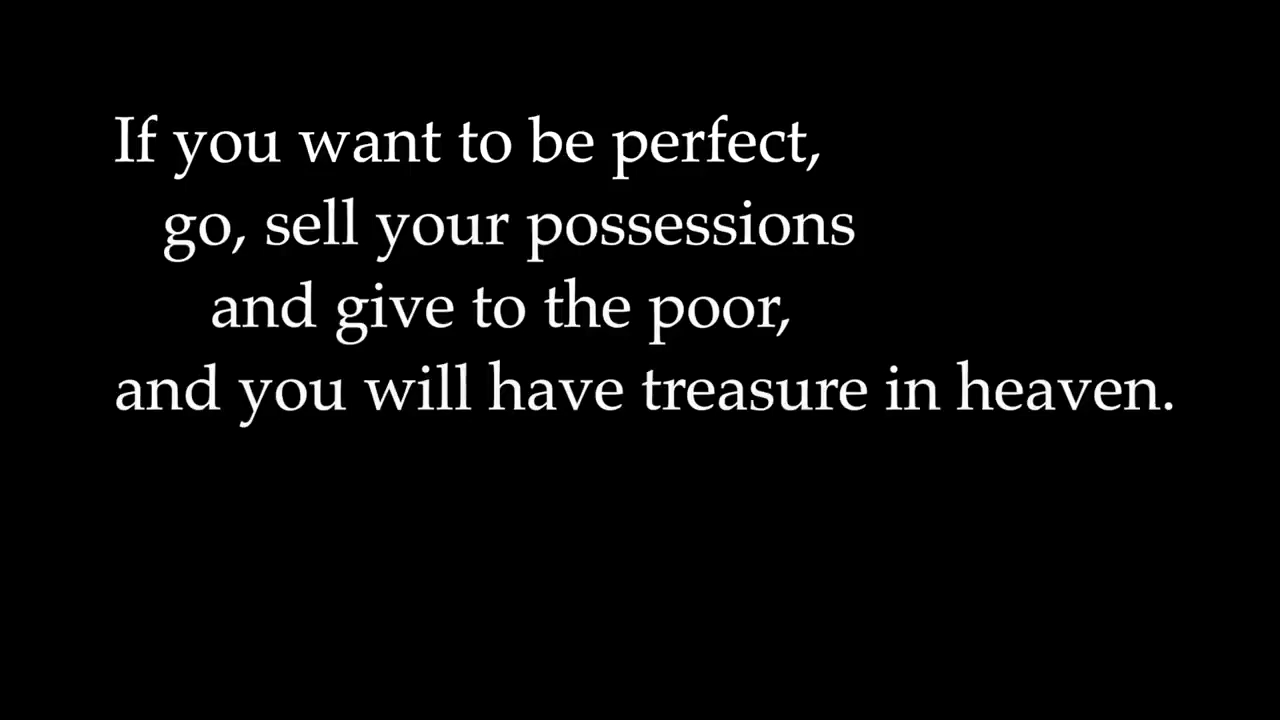 If you want to be perfect,
go, sell your possessions
and give to the poor,
and you will have treasure in heaven.